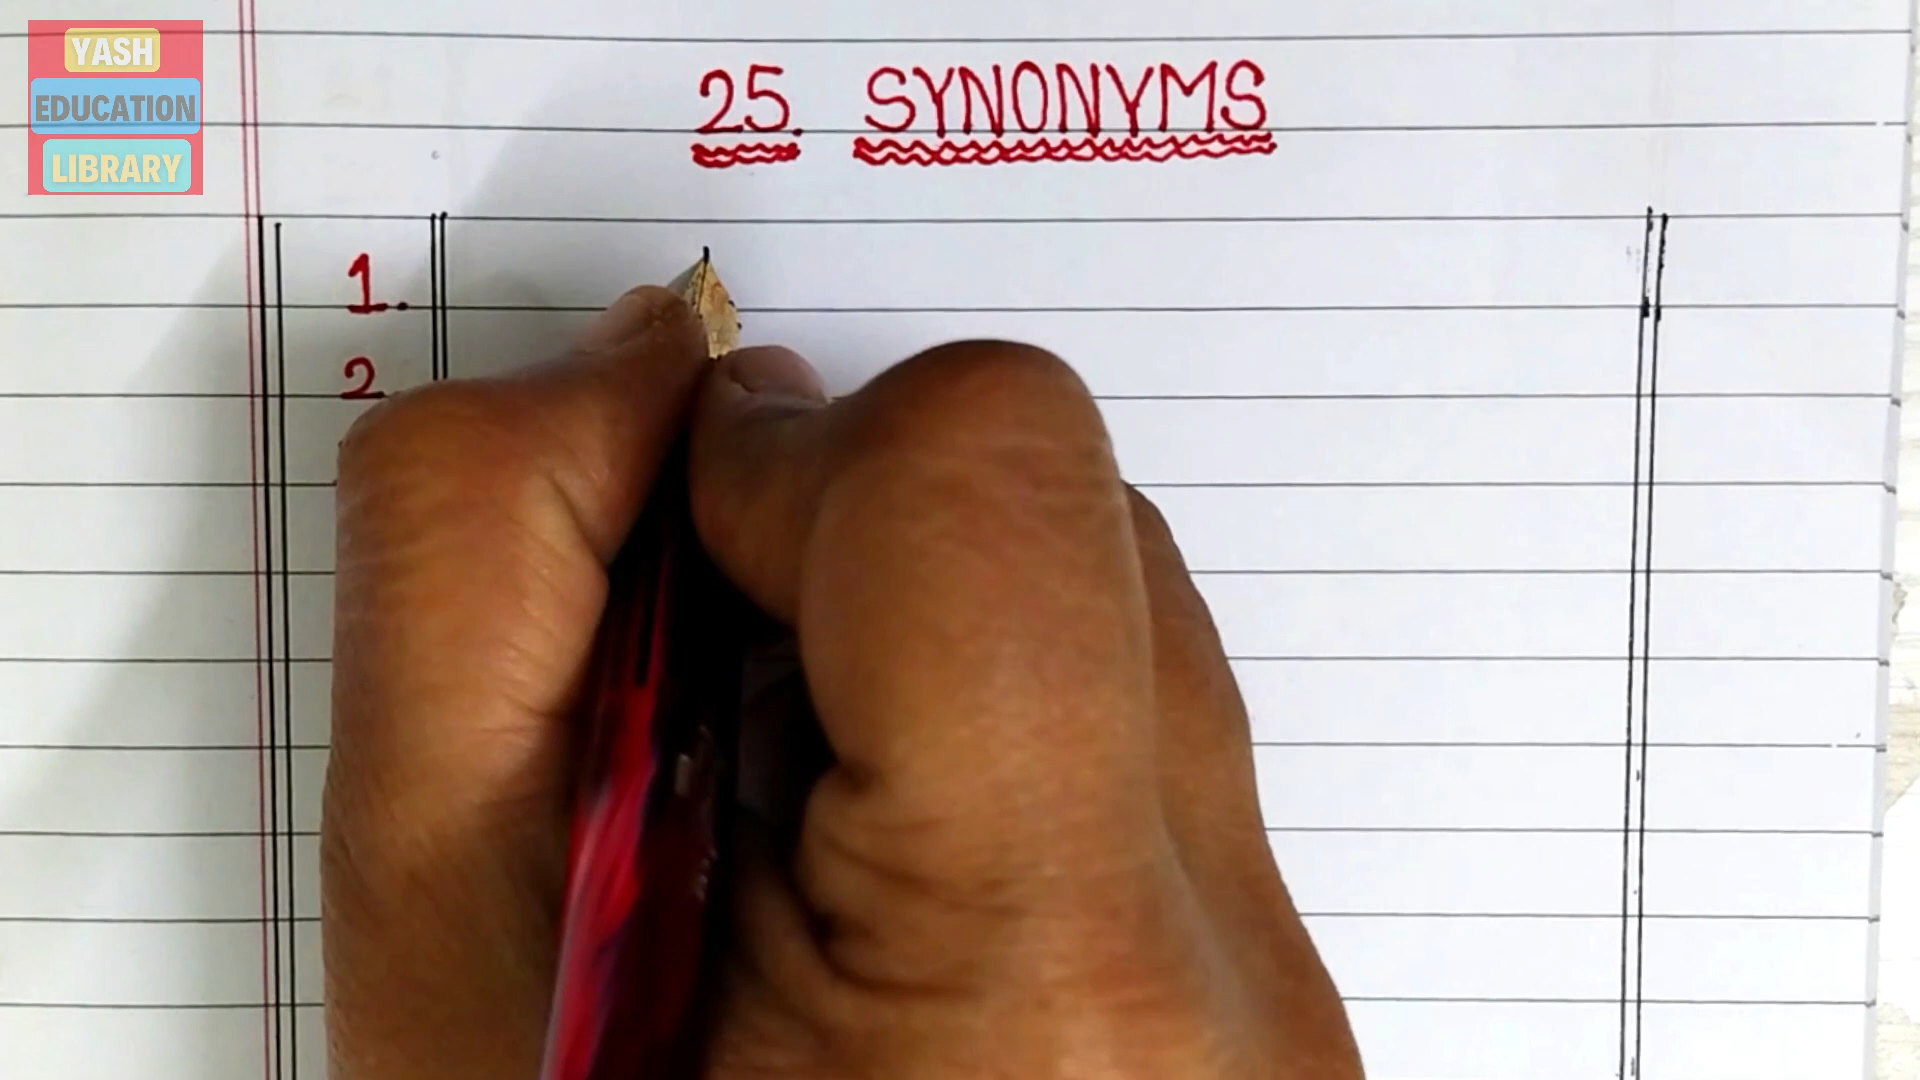 YASH
EDUCATION
LIBRARY
25. SYNONYMS
1.
2.